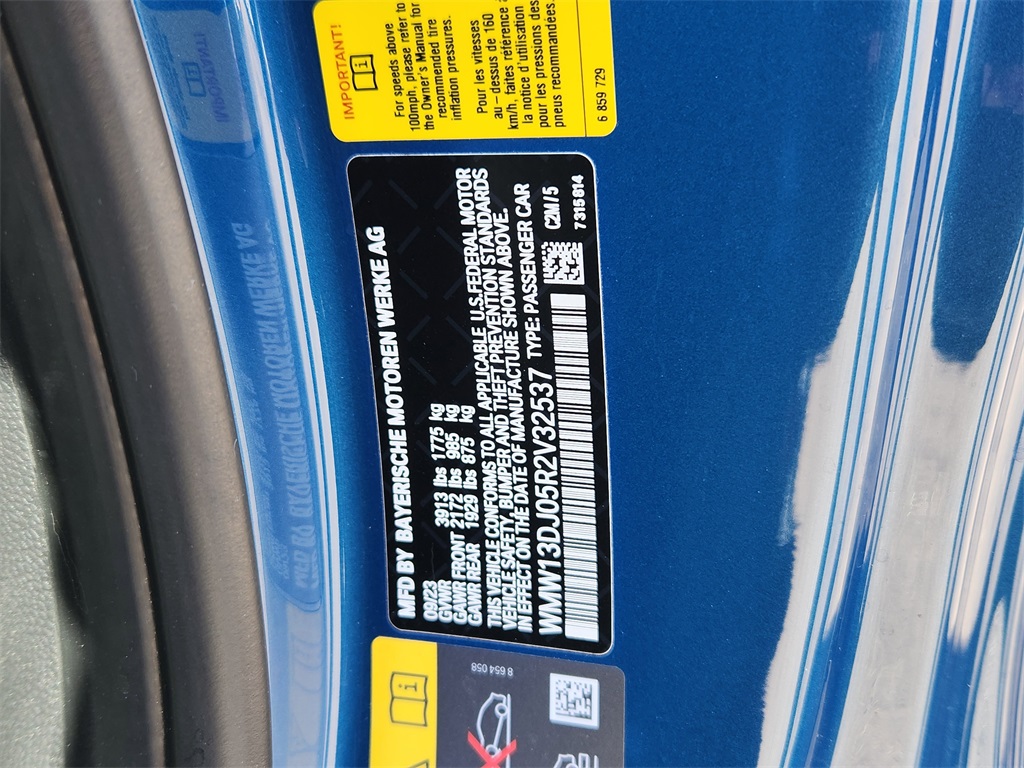 MFD BY BAYERISCHE MOTOREN WERKE AG
09/23
GVWR 3913 lbs 1775 kg
GAWR FRONT 2172 lbs 985 kg
GAWR REAR 1929 lbs 875 kg
THIS VEHICLE CONFORMS TO ALL APPLICABLE U.S. FEDERAL MOTOR
VEHICLE SAFETY, BUMPER AND THEFT PREVENTION STANDARDS
IN EFFECT ON THE DATE OF MANUFACTURE SHOWN ABOVE.
WMW13DJ05R2V32537 TYPE: PASSENGER CAR
C2M / 5
7 315 814
IMPORTANT!
For speeds above
100mph, please refer to
the Owner's Manual for
recommended tire
inflation pressures.
Pour les vitesses
au - dessus de 160
km/h, faites référence à
la notice d'utilisation
pour les pressions des
pneus recommandées.
6 859 729
8 654 058